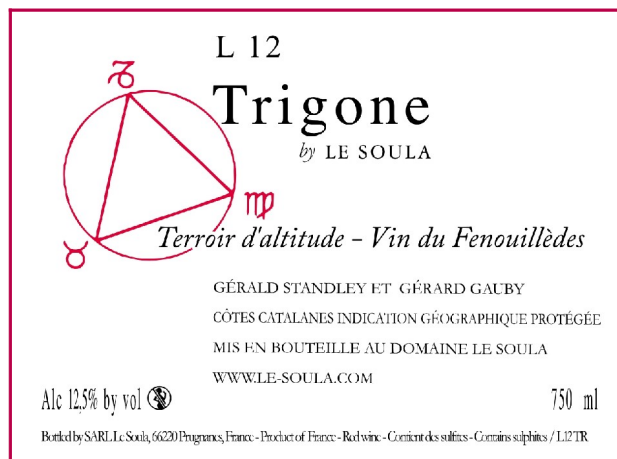 L 12
Trigone
by LE SOULA
Terroir d'altitude – Vin du Fenouillèdes
GÉRALD STANDLEY ET GÉRARD GAUBY
CÔTES CATALANES INDICATION GÉOGRAPHIQUE PROTÉGÉE
MIS EN BOUTEILLE AU DOMAINE LE SOULA
WWW.LE-SOULA.COM
Alc 12,5% by vol
750 ml
Bottled by SARL Le Soula, 66220 Prugnanes, France - Product of France - Red wine - Contient des sulfites - Contains sulphites / L12TR